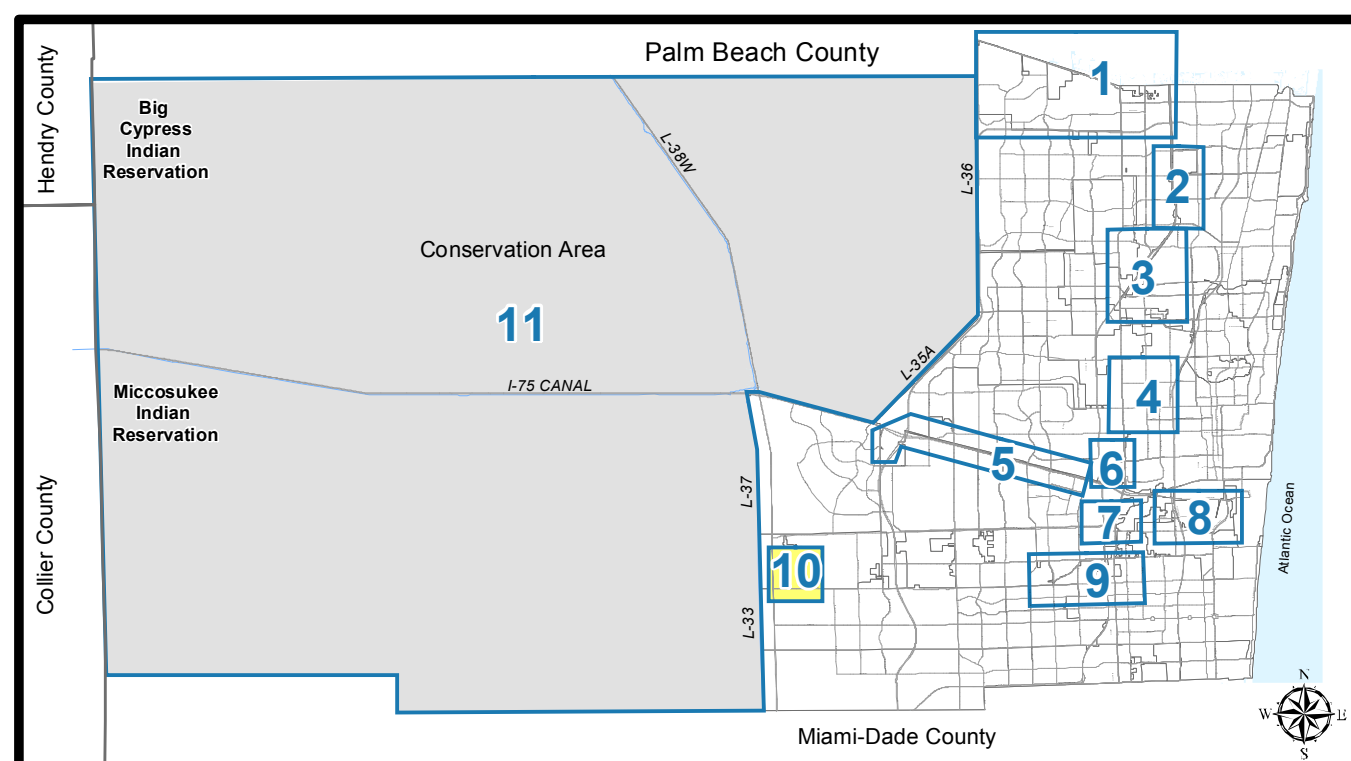 Palm Beach County
Hendry County
1
Big
Cypress
Indian
Reservation
L-38W
L-36
2
Conservation Area
3
11
L-35A
I-75 CANAL
Miccosukee
Indian
Reservation
4
5
6
L-37
7
8
Atlantic Ocean
Collier County
10
9
L-33
N
W
E
S
Miami-Dade County